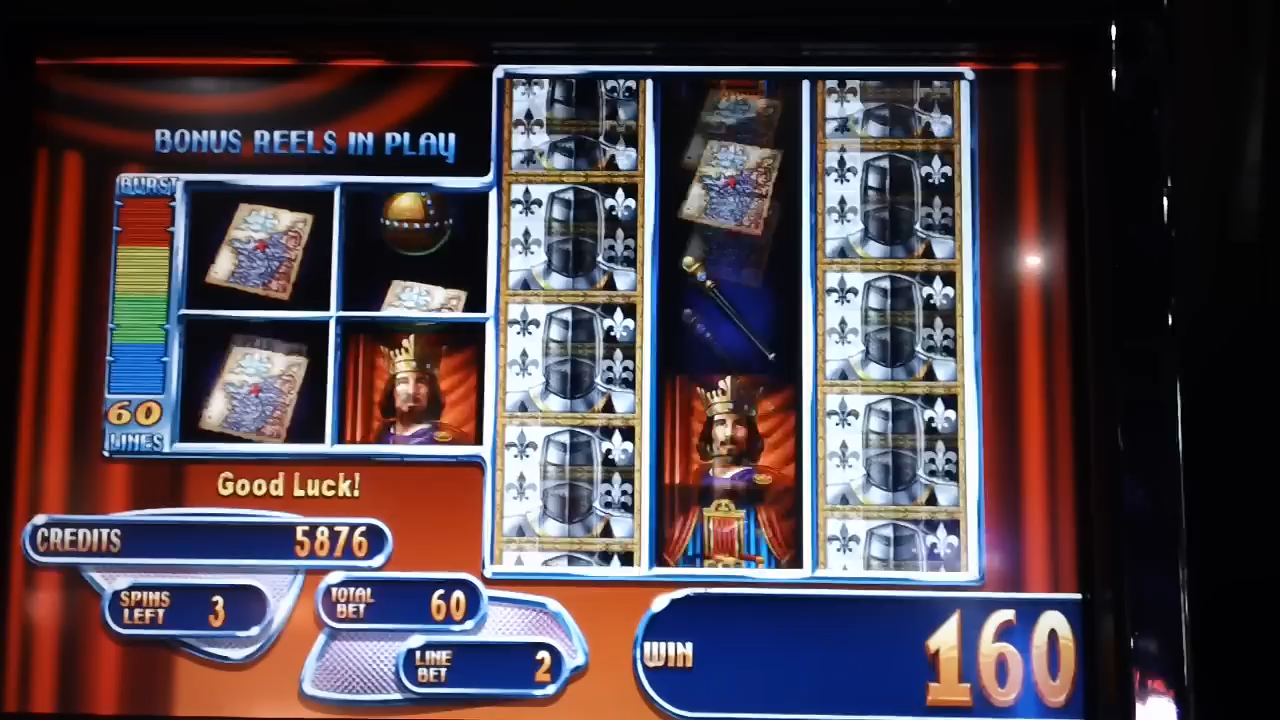 BONUS REELS IN PLAY
BURST
60
LINES
Good Luck!
CREDITS 5876
SPINS LEFT 3
TOTAL BET 60
LINE BET 2
WIN 160